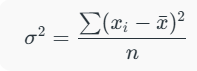 σ² = ∑(xᵢ − x̄)² / n